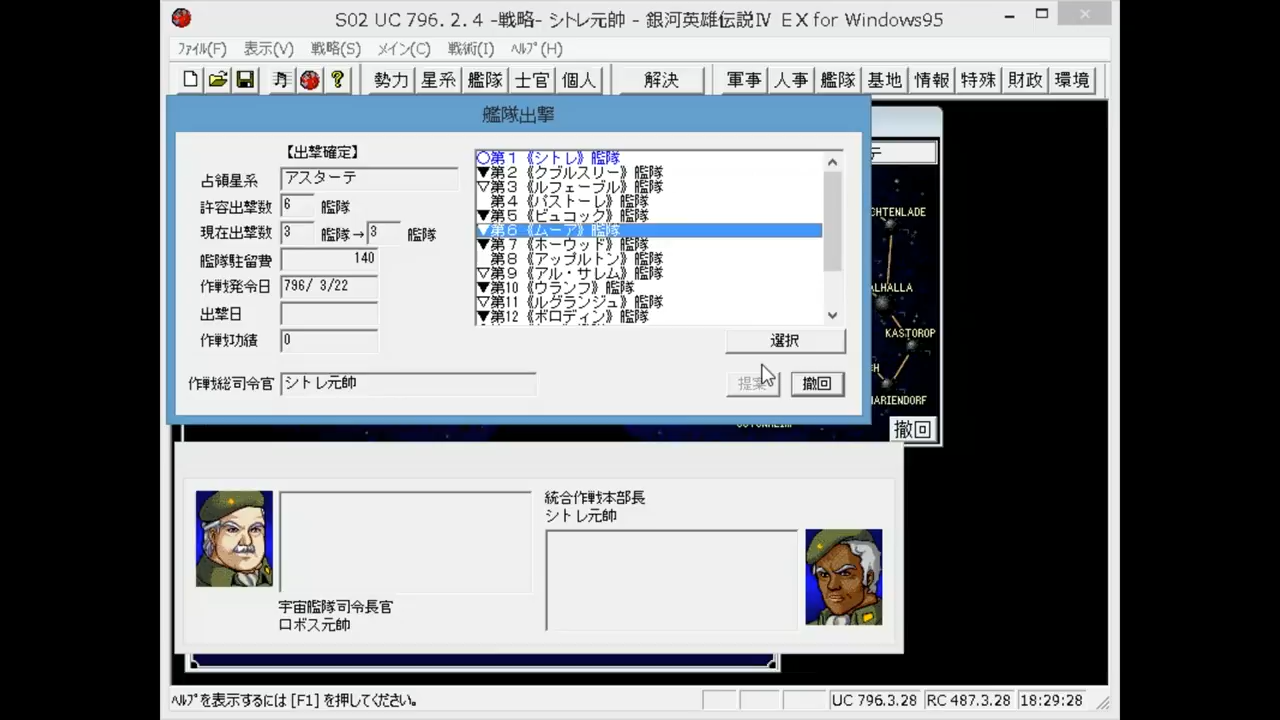 S02 UC 796. 2. 4 -戦略- シトレ元帥 - 銀河英雄伝説Ⅳ EX for Windows95
ﾌｧｲﾙ(F) 表示(V) 戦略(S) メイン(C) 戦術(I) ﾍﾙﾌﾟ(H)
勢力 星系 艦隊 士官 個人 解決 軍事 人事 艦隊 基地 情報 特殊 財政 環境
艦隊出撃
【出撃確定】
占領星系 アスターテ
許容出撃数 6 艦隊
現在出撃数 3 艦隊→3 艦隊
艦隊駐留費 140
作戦発令日 796/ 3/22
出撃日
作戦功績 0
作戦総司令官 シトレ元帥
○第1《シトレ》艦隊
▼第2《クブルスリー》艦隊
▽第3《ルフェーブル》艦隊
第4《パストーレ》艦隊
▼第5《ビュコック》艦隊
▼第6《ムーア》艦隊
▼第7《ホーウッド》艦隊
第8《アップルトン》艦隊
▽第9《アル・サレム》艦隊
▼第10《ウランフ》艦隊
▽第11《ルグランジュ》艦隊
▼第12《ボロディン》艦隊
選択
提案 撤回
テ
CHTENLADE
ALHALLA
KASTOROP
CH
MARIENDORF
撤回
宇宙艦隊司令長官
ロボス元帥
統合作戦本部長
シトレ元帥
ﾍﾙﾌﾟを表示するには [F1] を押してください。
UC 796.3.28 RC 487.3.28 18:29:28